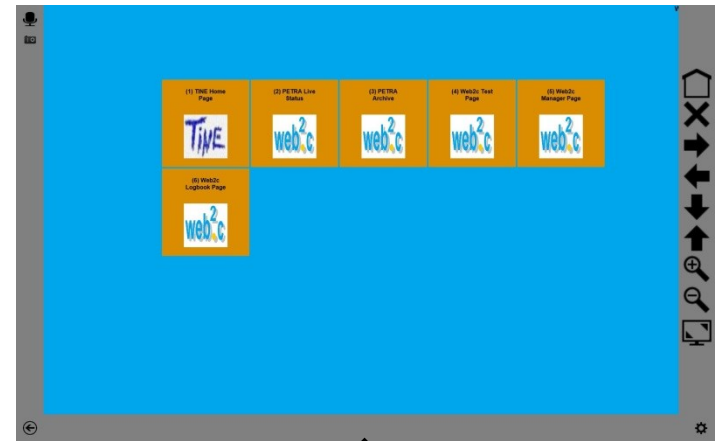 (1) TINE Home
Page
TINE
(2) PETRA Live
Status
web2c
(3) PETRA
Archive
web2c
(4) Web2c Test
Page
web2c
(5) Web2c
Manager Page
web2c
(6) Web2c
Logbook Page
web2c